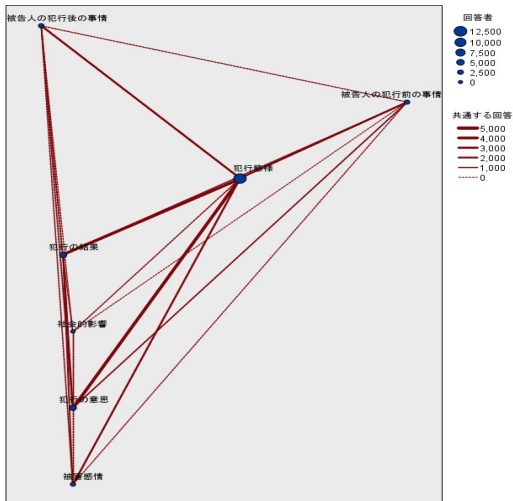 被告人の犯行後の事情
被告人の犯行前の事情
犯行態様
犯行の結果
社会的影響
犯行の意思
被害感情
回答者
12,500
10,000
7,500
5,000
2,500
0
共通する回答
5,000
4,000
3,000
2,000
1,000
0